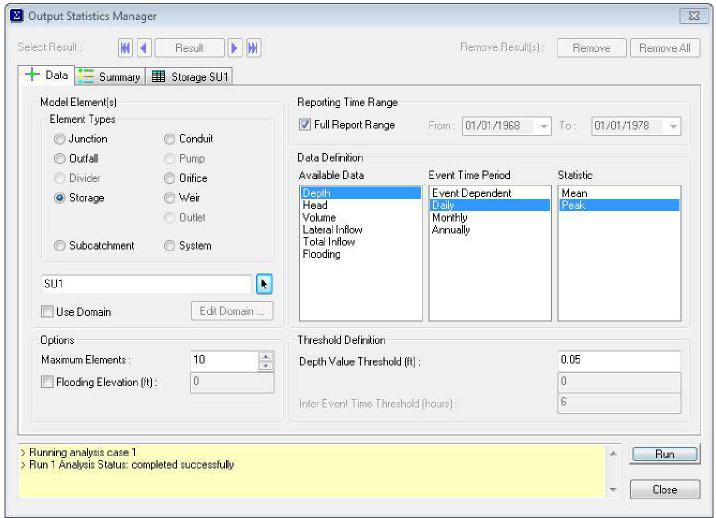 Output Statistics Manager
Select Result :
Result
Remove Result(s) :
Remove
Remove All
Data
Summary
Storage SU1
Model Element(s)
Element Types
Junction
Conduit
Outfall
Pump
Divider
Orifice
Storage
Weir
Outlet
Subcatchment
System
SU1
Use Domain
Edit Domain ...
Options
Maximum Elements :
10
Flooding Elevation (ft) :
0
Reporting Time Range
Full Report Range
From :
01/01/1968
To :
01/01/1978
Data Definition
Available Data
Depth
Head
Volume
Lateral Inflow
Total Inflow
Flooding
Event Time Period
Event Dependent
Daily
Monthly
Annually
Statistic
Mean
Peak
Threshold Definition
Depth Value Threshold (ft) :
0.05
0
Inter-Event Time Threshold (hours) :
6
> Running analysis case 1
> Run 1 Analysis Status: completed successfully
Run
Close